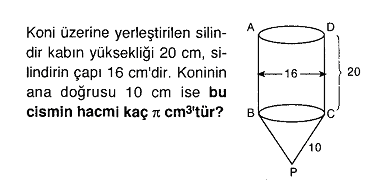 Koni üzerine yerleştirilen silin-
dir kabın yüksekliği 20 cm, si-
lindirin çapı 16 cm'dir. Koninin
ana doğrusu 10 cm ise bu
cismin hacmi kaç π cm³'tür?
A
D
16
20
B
C
10
P